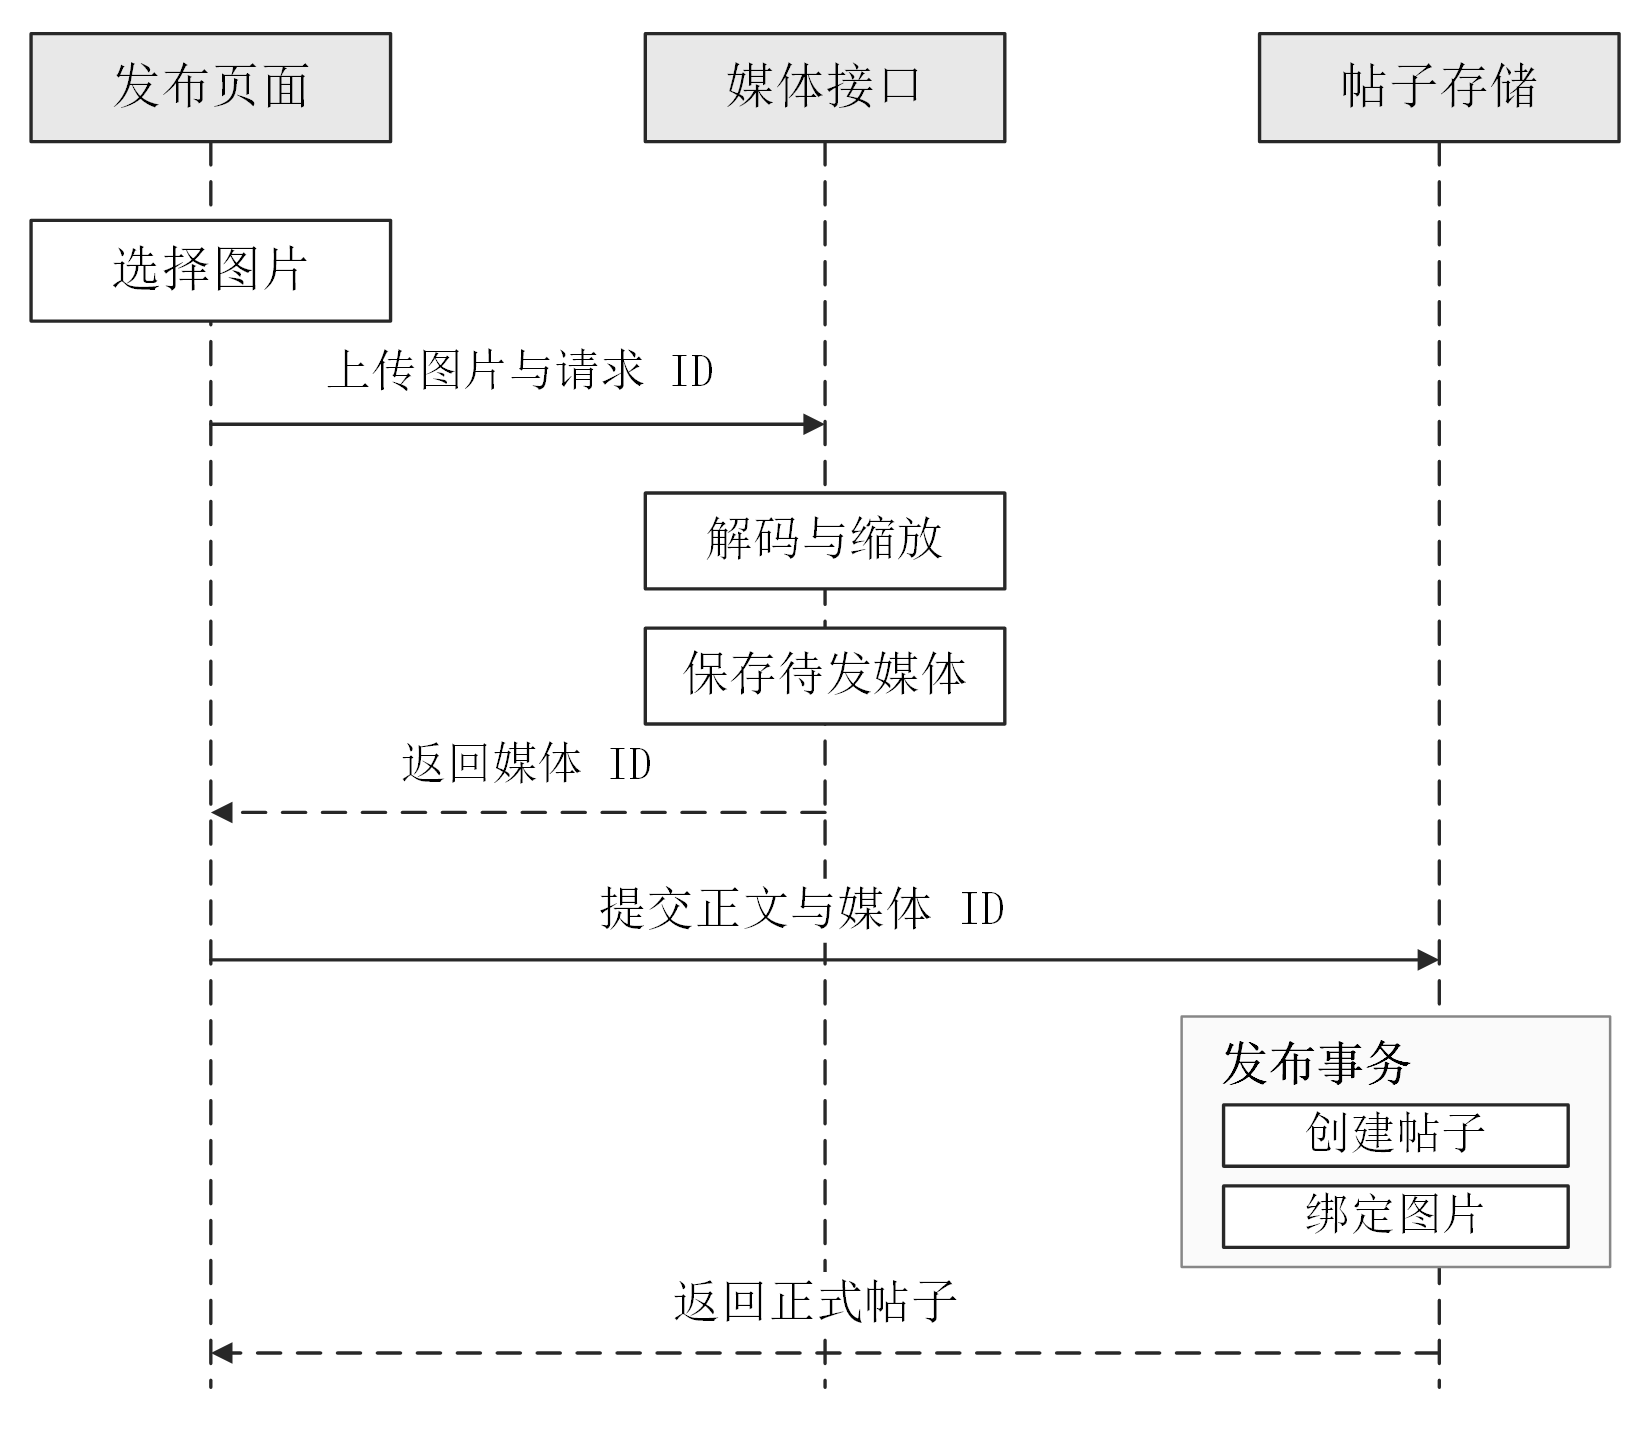 发布页面
媒体接口
帖子存储
选择图片
上传图片与请求 ID
解码与缩放
保存待发媒体
返回媒体 ID
提交正文与媒体 ID
发布事务
创建帖子
绑定图片
返回正式帖子